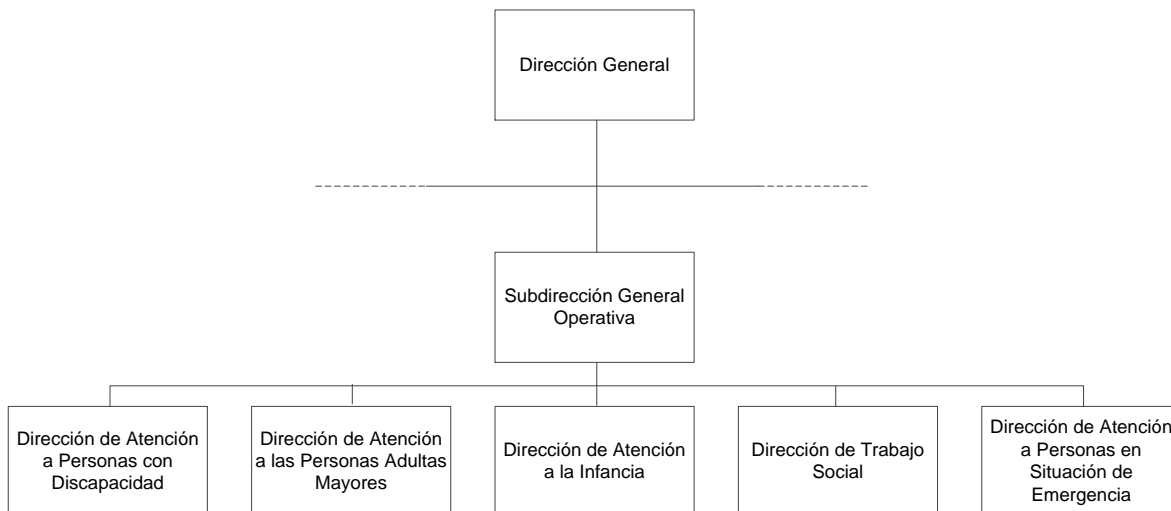 Dirección General
Subdirección General
Operativa
Dirección de Atención
a Personas con
Discapacidad
Dirección de Atención
a las Personas Adultas
Mayores
Dirección de Atención
a la Infancia
Dirección de Trabajo
Social
Dirección de Atención
a Personas en
Situación de
Emergencia